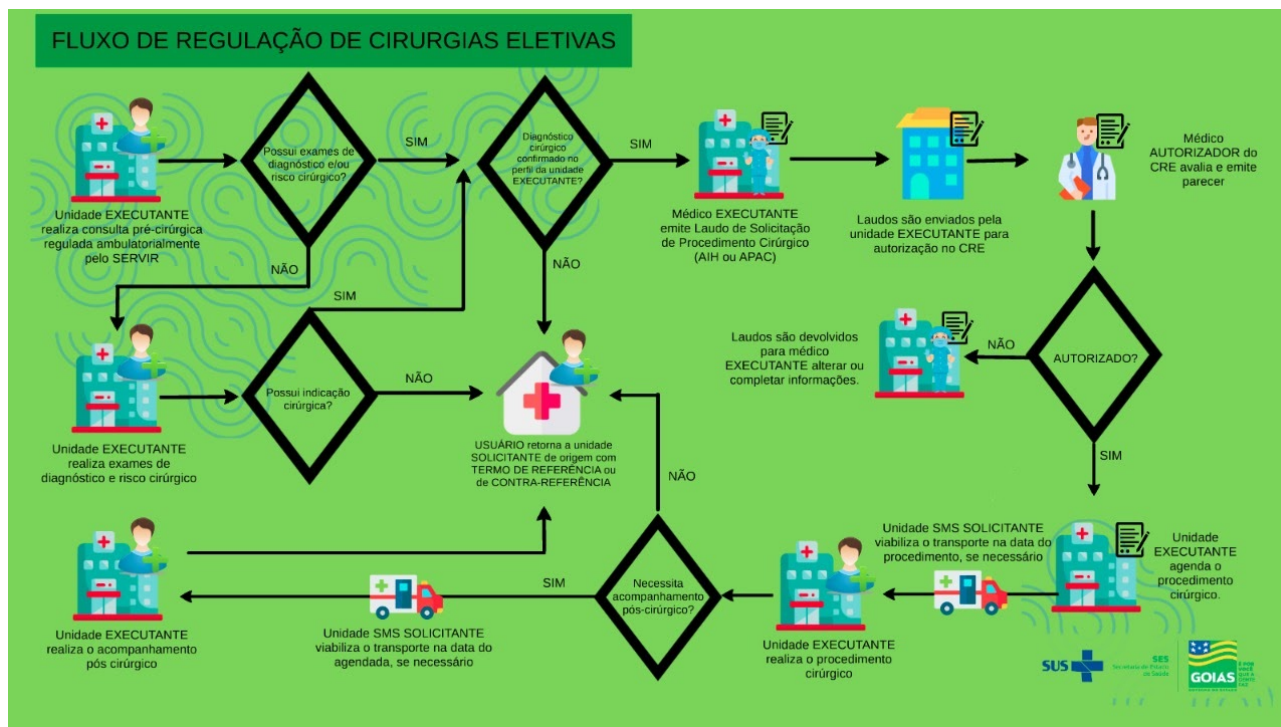 FLUXO DE REGULAÇÃO DE CIRURGIAS ELETIVAS
Unidade EXECUTANTE
realiza consulta pré-cirúrgica
regulada ambulatorialmente
pelo SERVIR
Possui exames de
diagnóstico e/ou
risco cirúrgico?
SIM
NÃO
Diagnóstico
cirúrgico
confirmado no
perfil da unidade
EXECUTANTE?
SIM
NÃO
Médico EXECUTANTE
emite Laudo de Solicitação
de Procedimento Cirúrgico
(AIH ou APAC)
Laudos são enviados pela
unidade EXECUTANTE para
autorização no CRE
Médico
AUTORIZADOR do
CRE avalia e emite
parecer
Unidade EXECUTANTE
realiza exames de
diagnóstico e risco cirúrgico
Possui indicação
cirúrgica?
SIM
NÃO
USUÁRIO retorna a unidade
SOLICITANTE de origem com
TERMO DE REFERÊNCIA ou
de CONTRA-REFERÊNCIA
Laudos são devolvidos
para médico
EXECUTANTE alterar ou
completar informações.
NÃO
AUTORIZADO?
SIM
Unidade
EXECUTANTE
agenda o
procedimento
cirúrgico.
Unidade SMS SOLICITANTE
viabiliza o transporte na data do
procedimento, se necessário
Unidade EXECUTANTE
realiza o procedimento
cirúrgico
Necessita
acompanhamento
pós-cirúrgico?
NÃO
SIM
Unidade SMS SOLICITANTE
viabiliza o transporte na data do
agendada, se necessário
Unidade EXECUTANTE
realiza o acompanhamento
pós cirúrgico
SUS
SES
Secretaria de Estado
da Saúde
GOIÁS